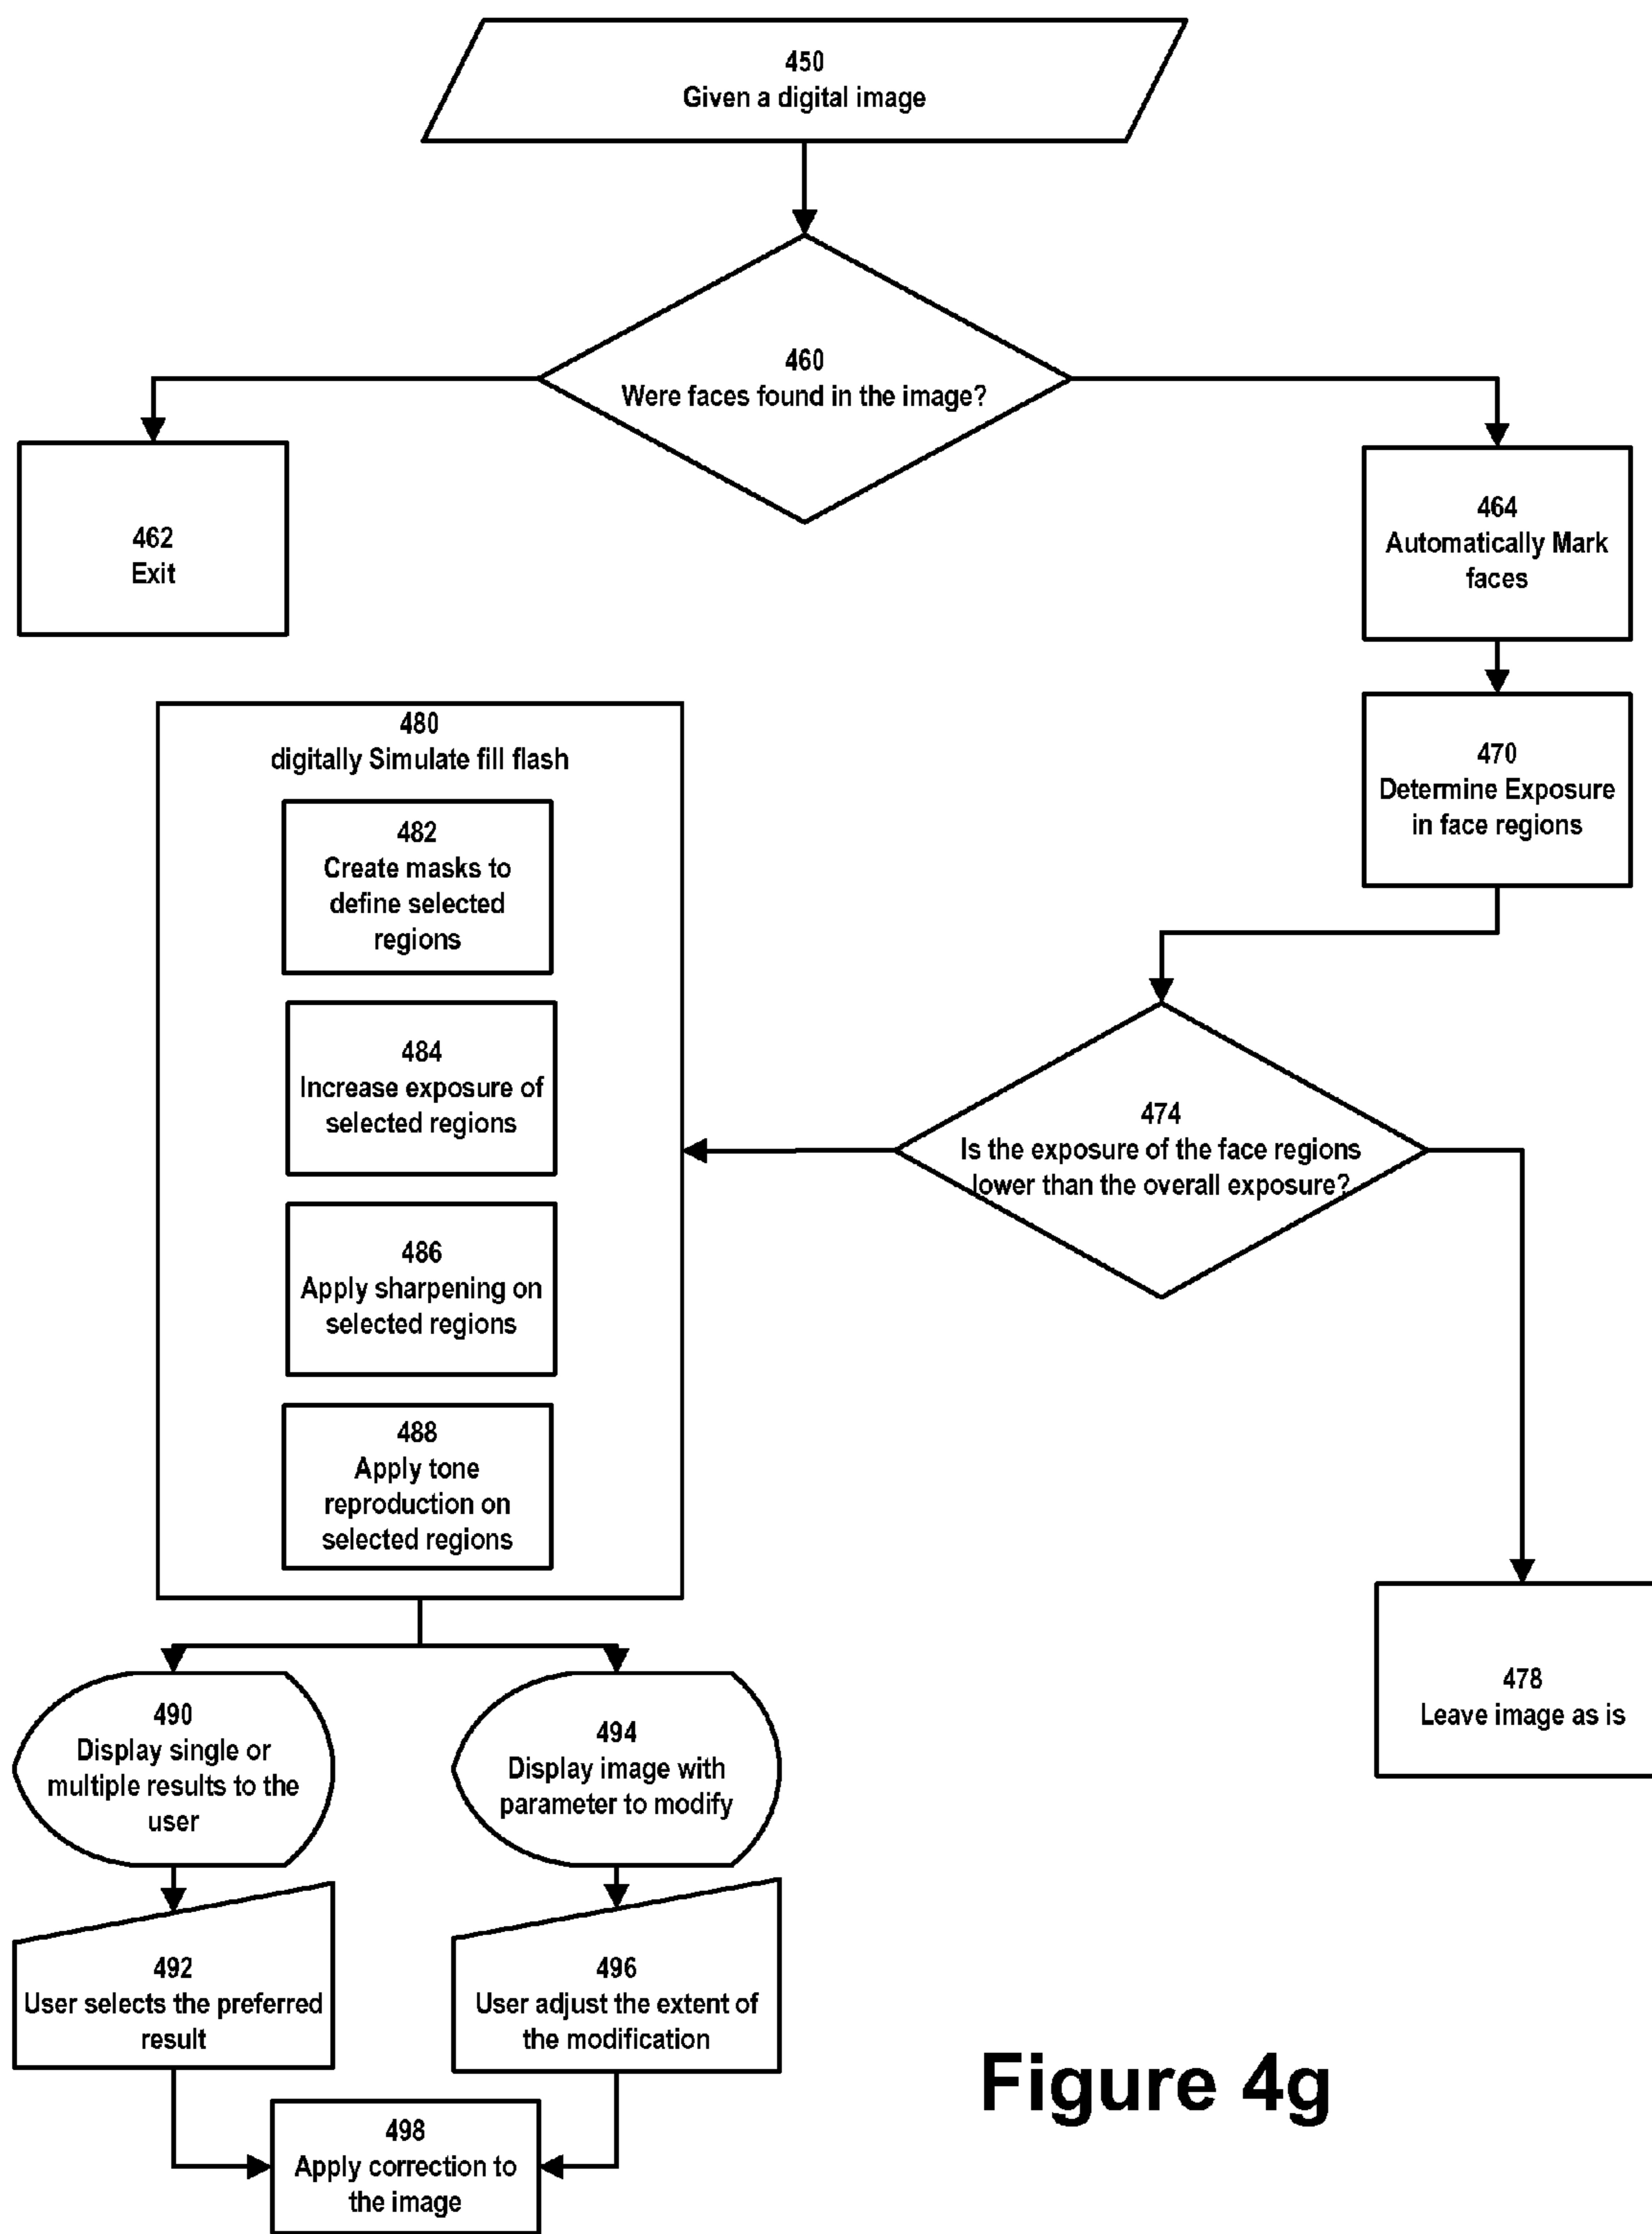 450
Given a digital image
460
Were faces found in the image?
462
Exit
464
Automatically Mark
faces
470
Determine Exposure
in face regions
474
Is the exposure of the face regions
lower than the overall exposure?
478
Leave image as is
480
digitally Simulate fill flash
482
Create masks to
define selected
regions
484
Increase exposure of
selected regions
486
Apply sharpening on
selected regions
488
Apply tone
reproduction on
selected regions
490
Display single or
multiple results to the
user
494
Display image with
parameter to modify
492
User selects the preferred
result
496
User adjust the extent of
the modification
498
Apply correction to
the image
Figure 4g